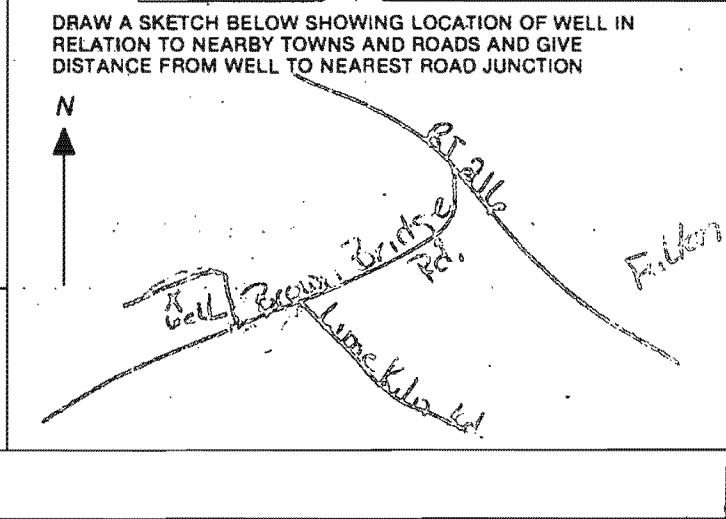 DRAW A SKETCH BELOW SHOWING LOCATION OF WELL IN
RELATION TO NEARBY TOWNS AND ROADS AND GIVE
DISTANCE FROM WELL TO NEAREST ROAD JUNCTION
N
RT 216
Brown Bridge
Rd.
Fulton
X
Well
Lime Kiln Rd.